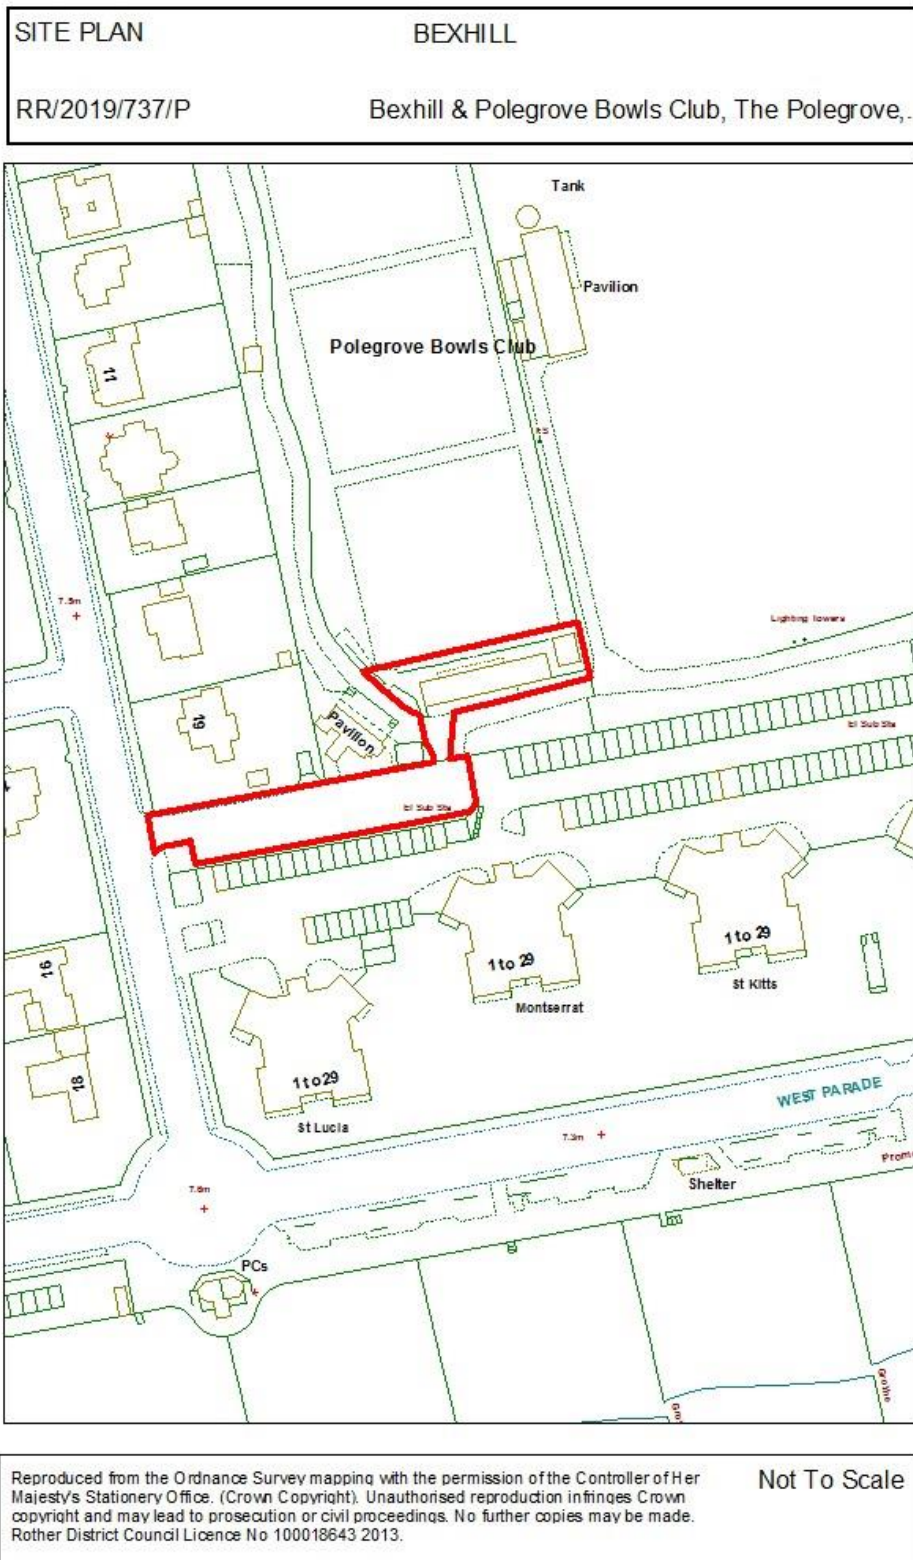 SITE PLAN
BEXHILL
RR/2019/737/P
Bexhill & Polegrove Bowls Club, The Polegrove,.
Tank
Pavilion
Polegrove Bowls Club
11
7.5m
Lighting Towers
19
Pavilion
El Sub Sta
El Sub Sta
16
1 to 29
1 to 29
St Kitts
Montserrat
18
1 to 29
St Lucia
WEST PARADE
7.3m
Prom
Shelter
7.6m
PCs
Groyne
Gro
Reproduced from the Ordnance Survey mapping with the permission of the Controller of Her
Majesty's Stationery Office. (Crown Copyright). Unauthorised reproduction infringes Crown
copyright and may lead to prosecution or civil proceedings. No further copies may be made.
Rother District Council Licence No 100018643 2013.
Not To Scale